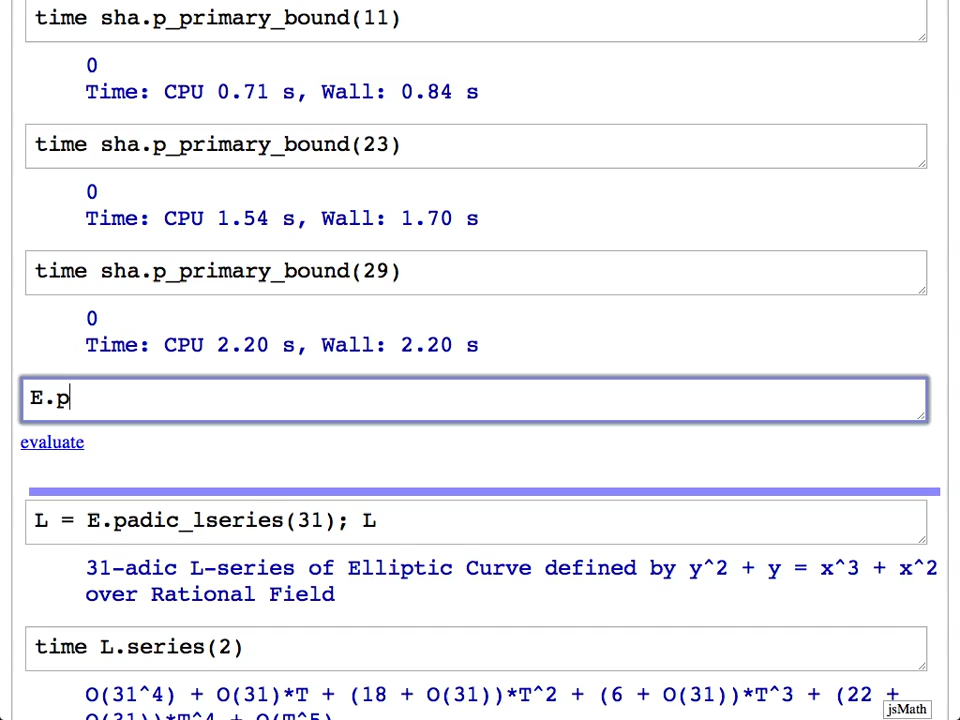 time sha.p_primary_bound(11)
0
Time: CPU 0.71 s, Wall: 0.84 s
time sha.p_primary_bound(23)
0
Time: CPU 1.54 s, Wall: 1.70 s
time sha.p_primary_bound(29)
0
Time: CPU 2.20 s, Wall: 2.20 s
E.p
evaluate
L = E.padic_lseries(31); L
31-adic L-series of Elliptic Curve defined by y^2 + y = x^3 + x^2
over Rational Field
time L.series(2)
O(31^4) + O(31)*T + (18 + O(31))*T^2 + (6 + O(31))*T^3 + (22 +
O(31))*T^4 + O(T^5)
jsMath